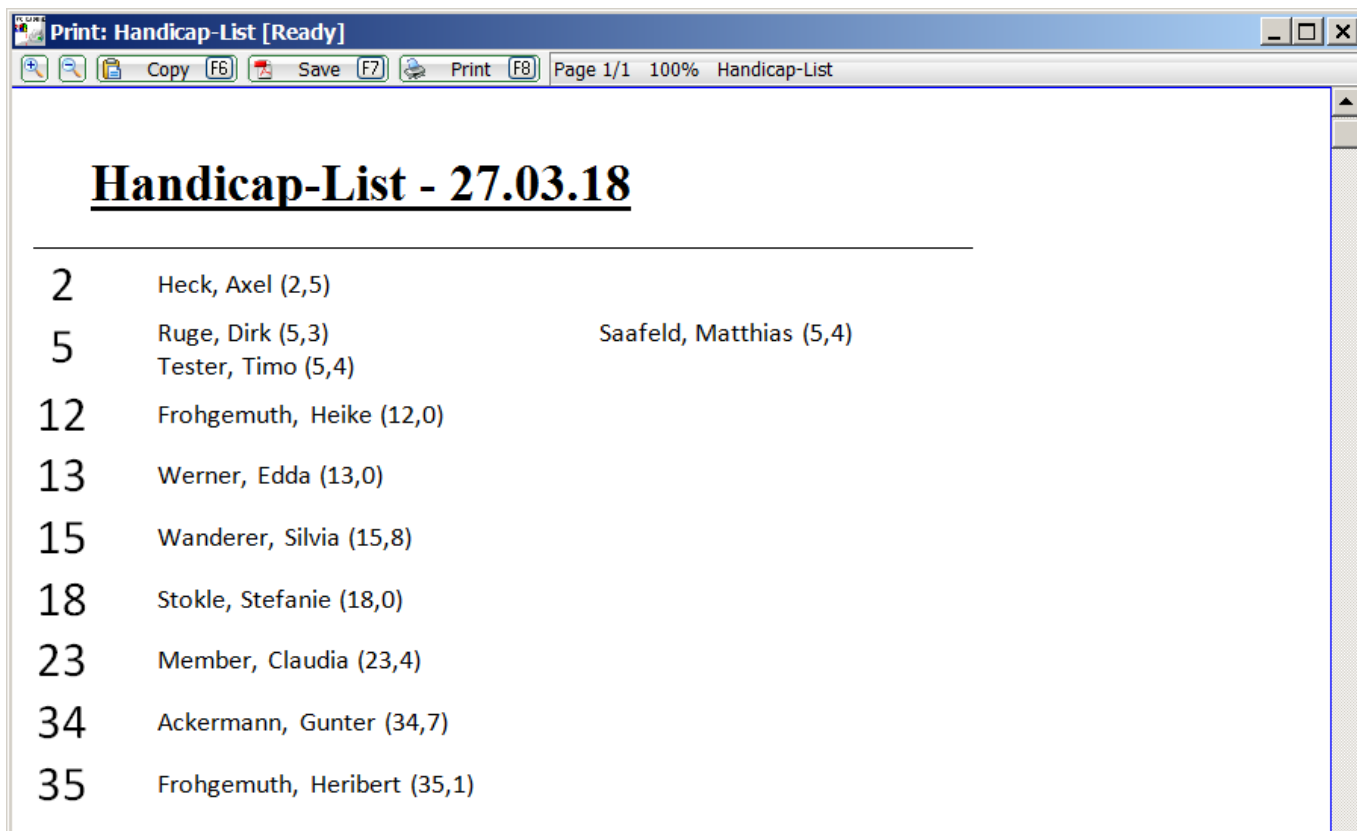 Print: Handicap-List [Ready]
Copy F6 Save F7 Print F8 Page 1/1 100% Handicap-List
Handicap-List - 27.03.18
2 Heck, Axel (2,5)
5 Ruge, Dirk (5,3) Saafeld, Matthias (5,4)
Tester, Timo (5,4)
12 Frohgemuth, Heike (12,0)
13 Werner, Edda (13,0)
15 Wanderer, Silvia (15,8)
18 Stokle, Stefanie (18,0)
23 Member, Claudia (23,4)
34 Ackermann, Gunter (34,7)
35 Frohgemuth, Heribert (35,1)